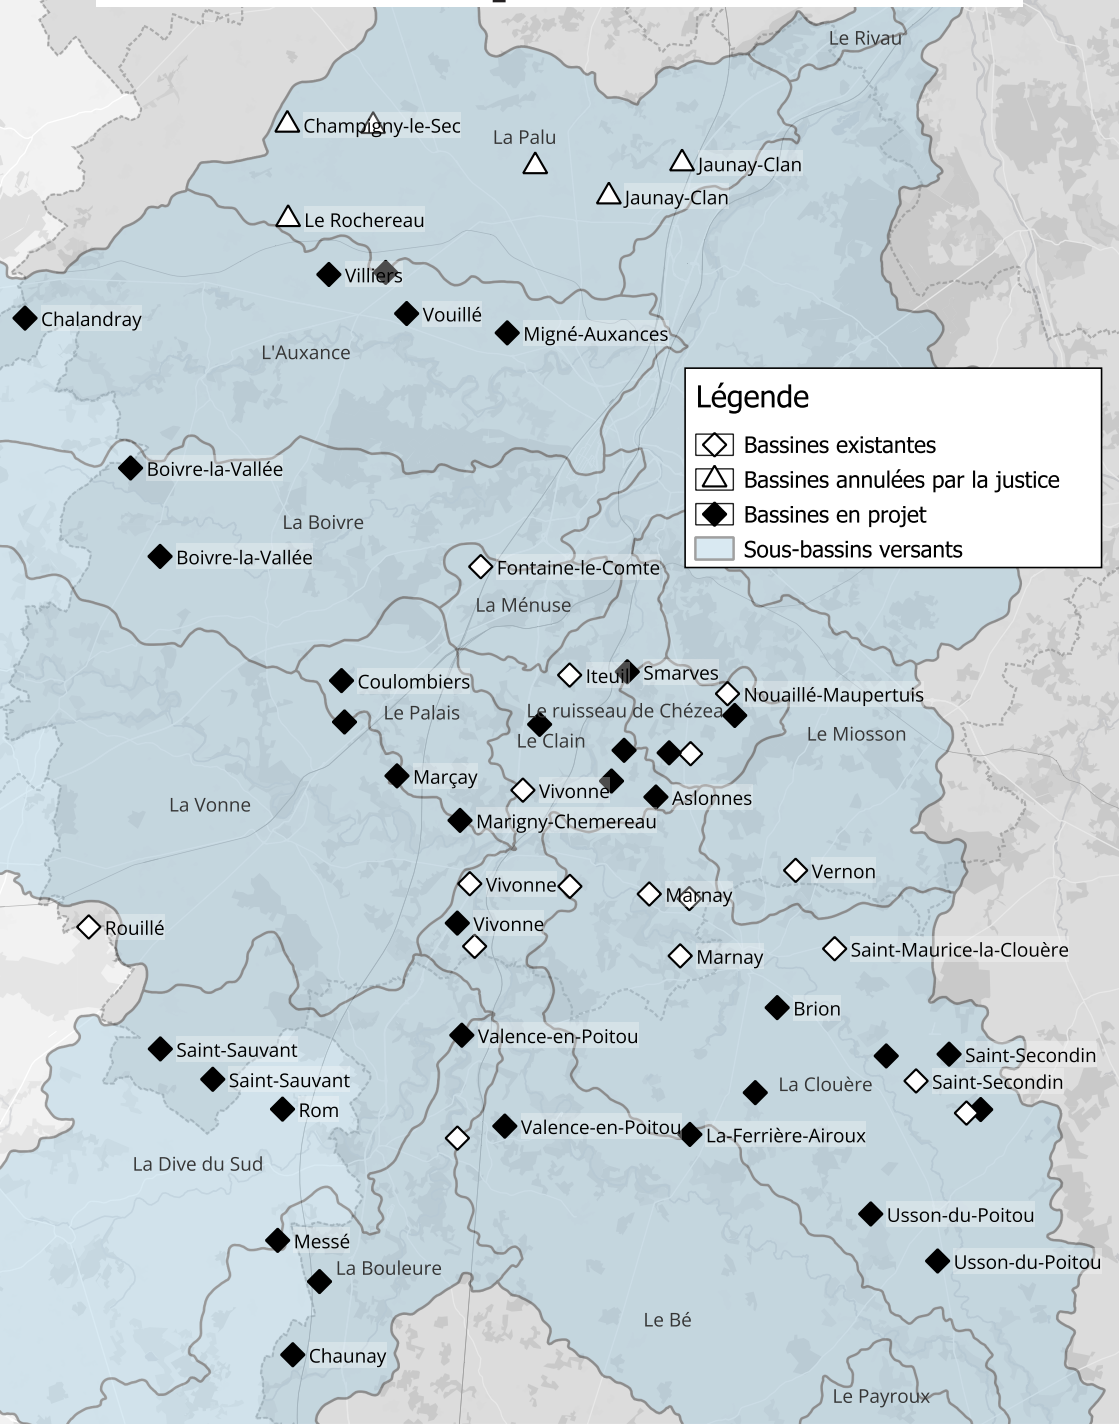 Le Rivau
Champigny-le-Sec
La Palu
Jaunay-Clan
Jaunay-Clan
Le Rochereau
Villiers
Vouillé
Chalandray
Migné-Auxances
L'Auxance
Légende
Bassines existantes
Bassines annulées par la justice
Bassines en projet
Sous-bassins versants
Boivre-la-Vallée
La Boivre
Boivre-la-Vallée
Fontaine-le-Comte
La Ménuse
Iteuil
Smarves
Coulombiers
Nouaillé-Maupertuis
Le Palais
Le ruisseau de Chézea
Le Miosson
Le Clain
Marçay
Vivonne
Aslonnes
La Vonne
Marigny-Chemereau
Vernon
Vivonne
Marnay
Vivonne
Rouillé
Saint-Maurice-la-Clouère
Marnay
Brion
Valence-en-Poitou
Saint-Sauvant
Saint-Secondin
Saint-Sauvant
Saint-Secondin
La Clouère
Rom
Valence-en-Poitou
La-Ferrière-Airoux
La Dive du Sud
Usson-du-Poitou
Messé
Usson-du-Poitou
La Bouleure
Le Bé
Chaunay
Le Payroux